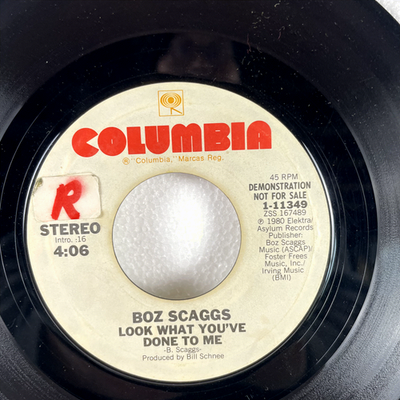 COLUMBIA
® "Columbia," Marcas Reg.
R
STEREO
Intro. :16
4:06
45 RPM
DEMONSTRATION
NOT FOR SALE
1-11349
ZSS 167489
℗ 1980 Elektra/
Asylum Records
Publisher:
Boz Scaggs
Music (ASCAP)
Foster Frees
Music, Inc./
Irving Music
(BMI)
BOZ SCAGGS
LOOK WHAT YOU'VE
DONE TO ME
-B. Scaggs-
Produced by Bill Schnee